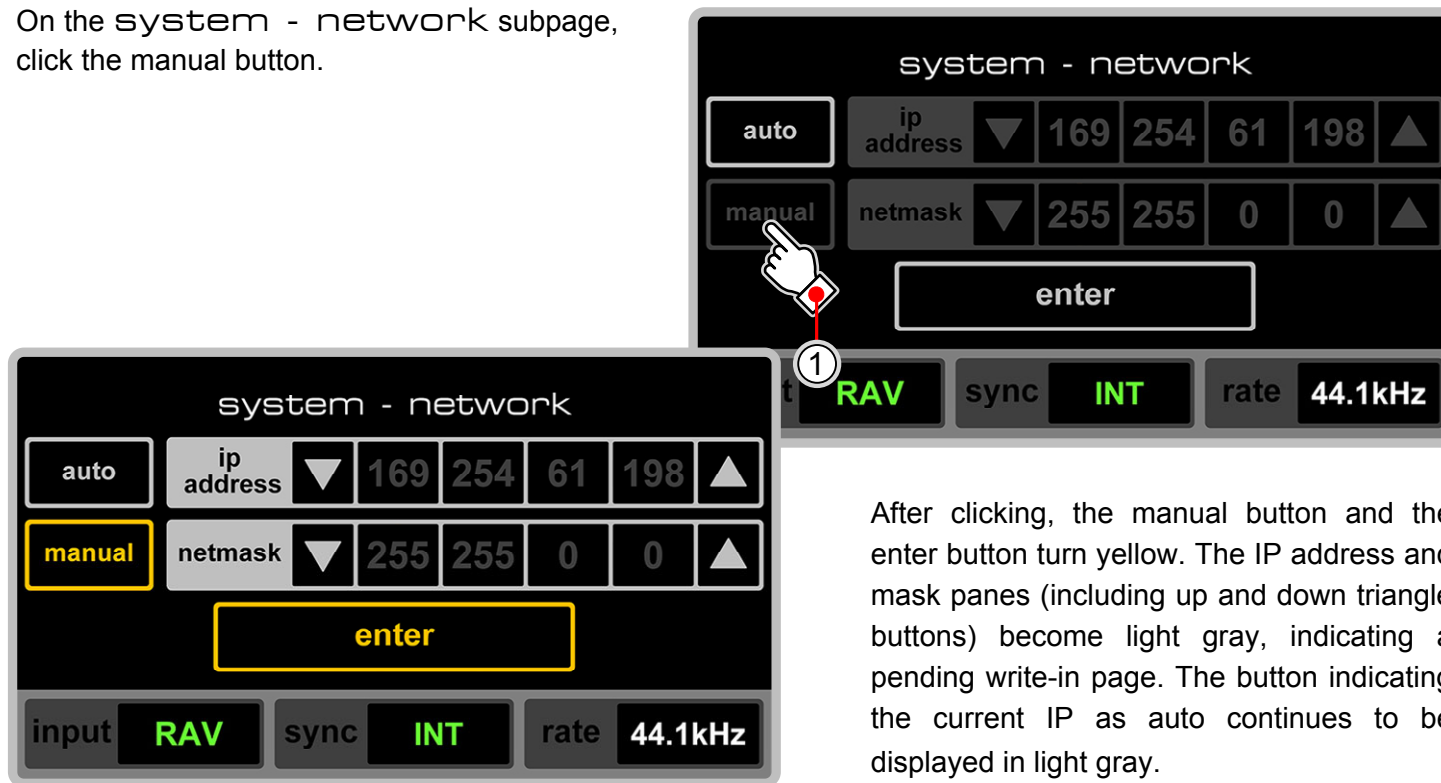 On the system - network subpage,
click the manual button.
system - network
auto
ip
address
169 254 61 198
manual
netmask
255 255 0 0
enter
1
t RAV sync INT rate 44.1kHz
system - network
auto
ip
address
169 254 61 198
manual
netmask
255 255 0 0
enter
input RAV sync INT rate 44.1kHz
After clicking, the manual button and the
enter button turn yellow. The IP address and
mask panes (including up and down triangle
buttons) become light gray, indicating a
pending write-in page. The button indicating
the current IP as auto continues to be
displayed in light gray.